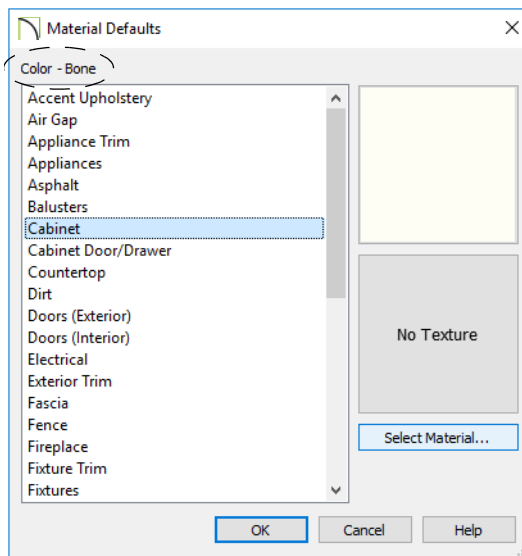 Material Defaults
Color - Bone
Accent Upholstery
Air Gap
Appliance Trim
Appliances
Asphalt
Balusters
Cabinet
Cabinet Door/Drawer
Countertop
Dirt
Doors (Exterior)
Doors (Interior)
Electrical
Exterior Trim
Fascia
Fence
Fireplace
Fixture Trim
Fixtures
No Texture
Select Material...
OK Cancel Help